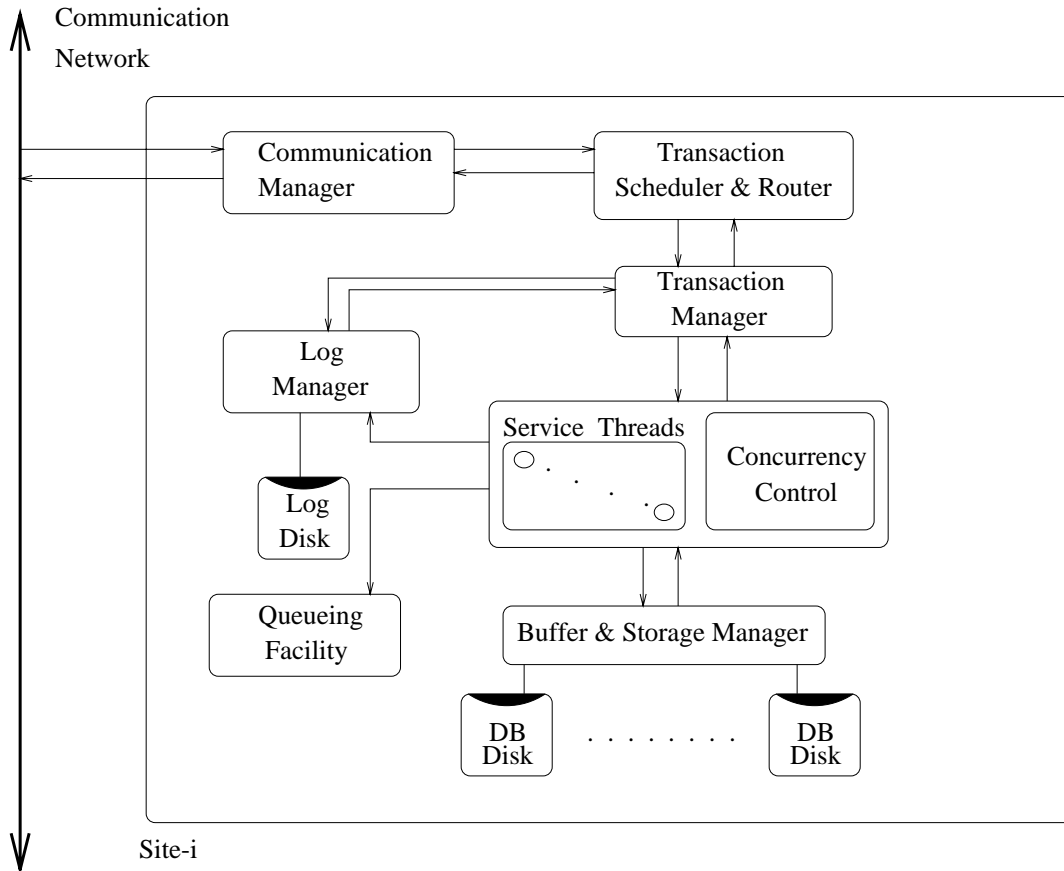 Communication
Network
Communication
Manager
Transaction
Scheduler & Router
Transaction
Manager
Log
Manager
Service Threads
Concurrency
Control
Log
Disk
Queueing
Facility
Buffer & Storage Manager
DB
Disk
DB
Disk
Site-i